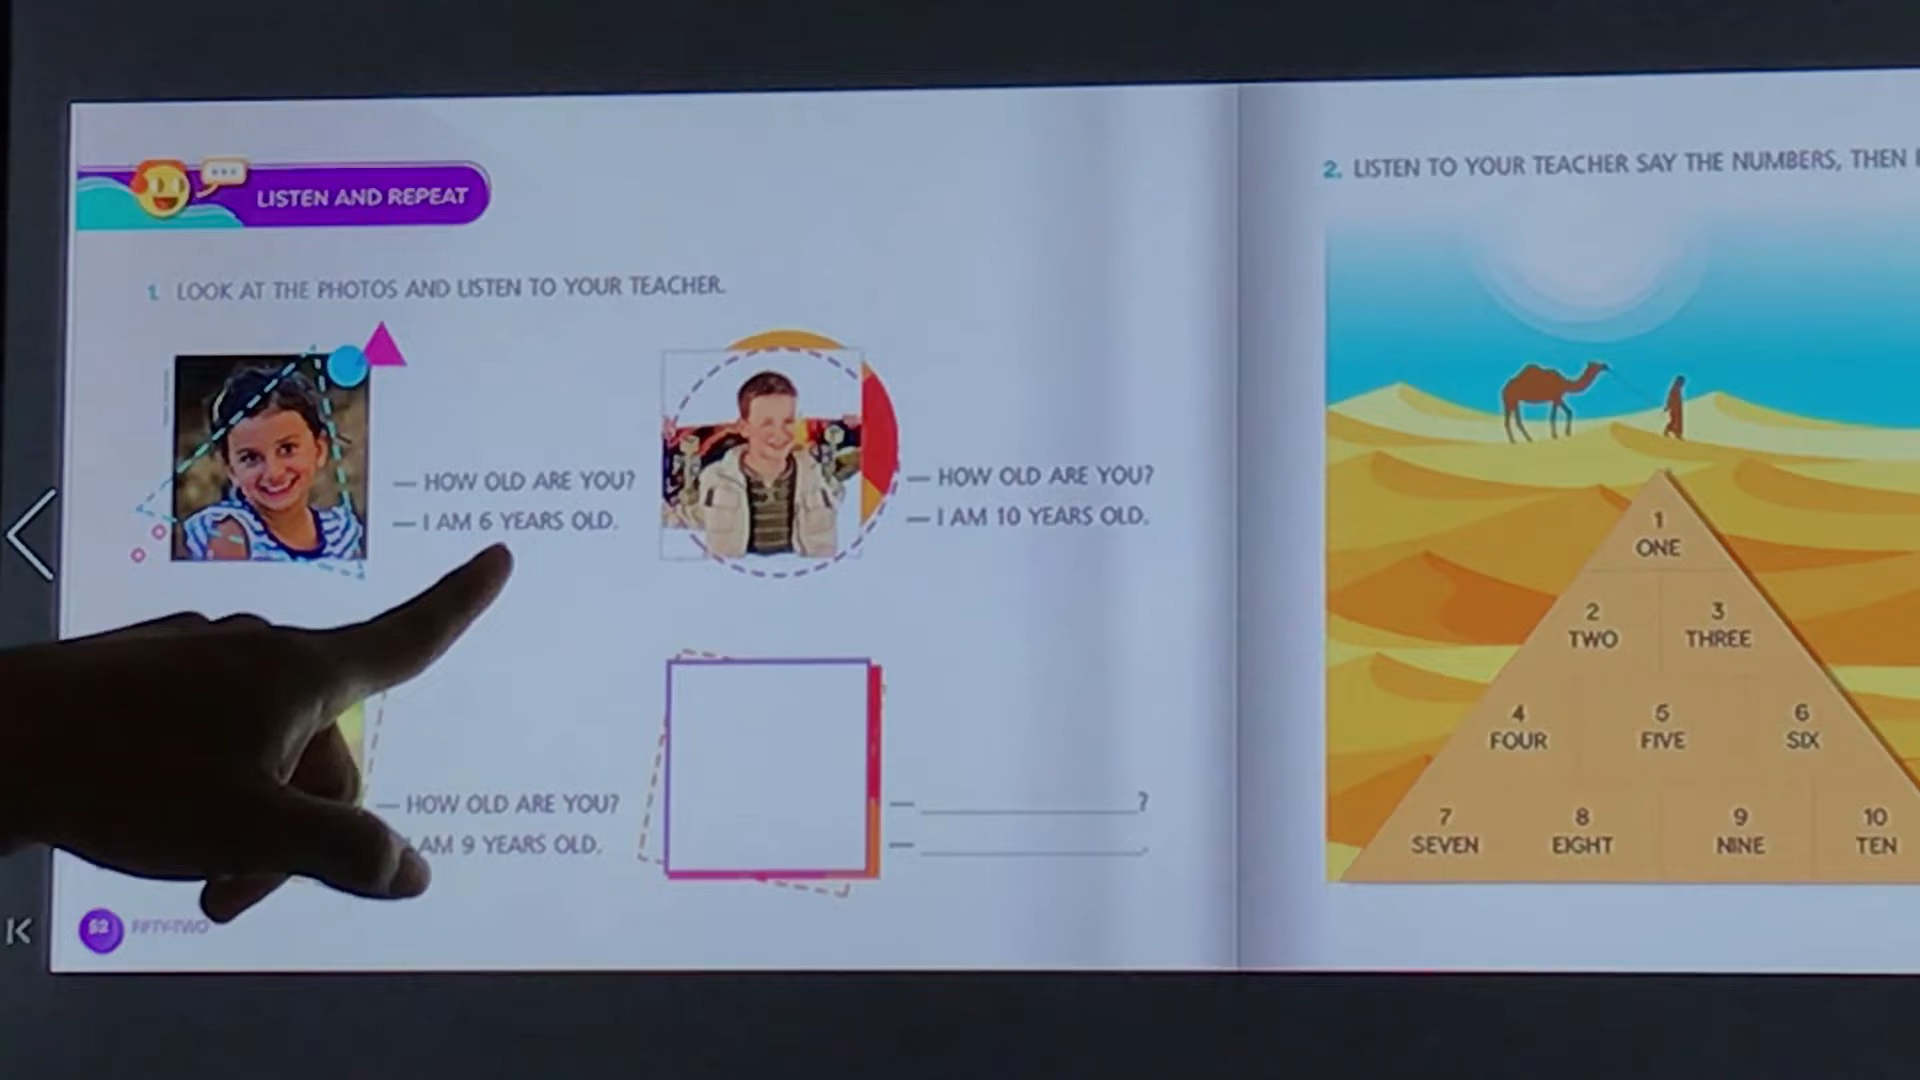 LISTEN AND REPEAT
1. LOOK AT THE PHOTOS AND LISTEN TO YOUR TEACHER.
— HOW OLD ARE YOU?
— I AM 6 YEARS OLD.
— HOW OLD ARE YOU?
— I AM 10 YEARS OLD.
— HOW OLD ARE YOU?
AM 9 YEARS OLD.
— ?
— .
52 FIFTY-TWO
2. LISTEN TO YOUR TEACHER SAY THE NUMBERS, THEN
1
ONE
2 3
TWO THREE
4 5 6
FOUR FIVE SIX
7 8 9 10
SEVEN EIGHT NINE TEN